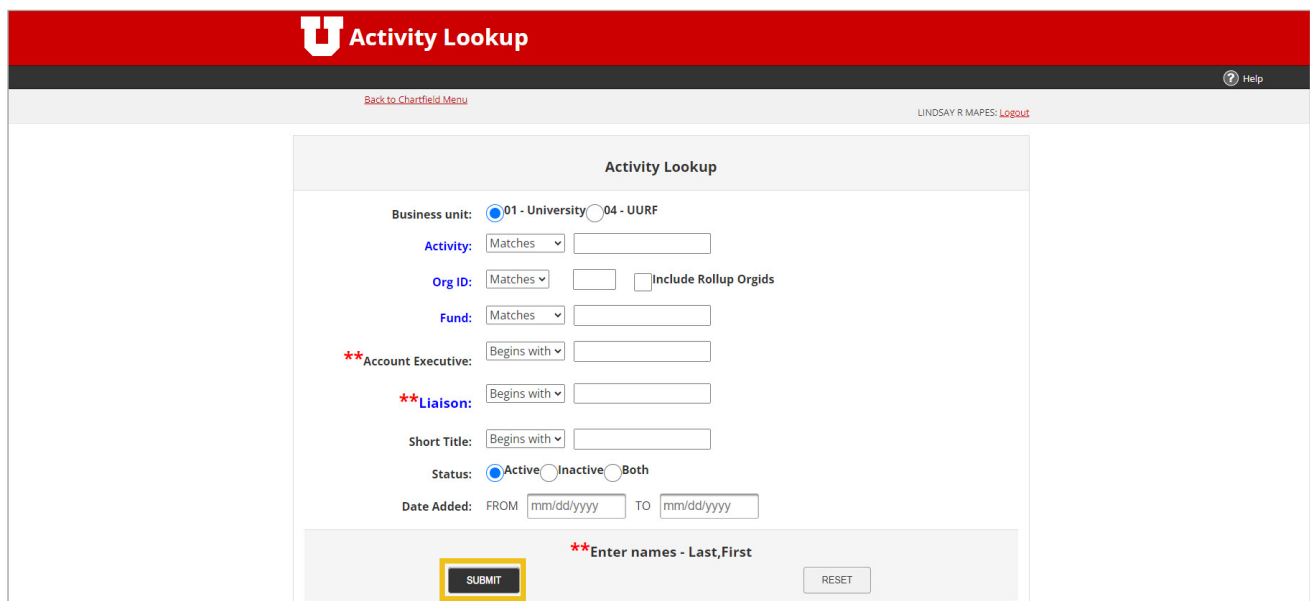 U Activity Lookup
? Help
Back to Chartfield Menu
LINDSAY R MAPES: Logout
Activity Lookup
Business unit: 01 - University 04 - UURF
Activity: Matches
Org ID: Matches Include Rollup Orgids
Fund: Matches
**Account Executive: Begins with
**Liaison: Begins with
Short Title: Begins with
Status: Active Inactive Both
Date Added: FROM mm/dd/yyyy TO mm/dd/yyyy
**Enter names - Last,First
SUBMIT RESET